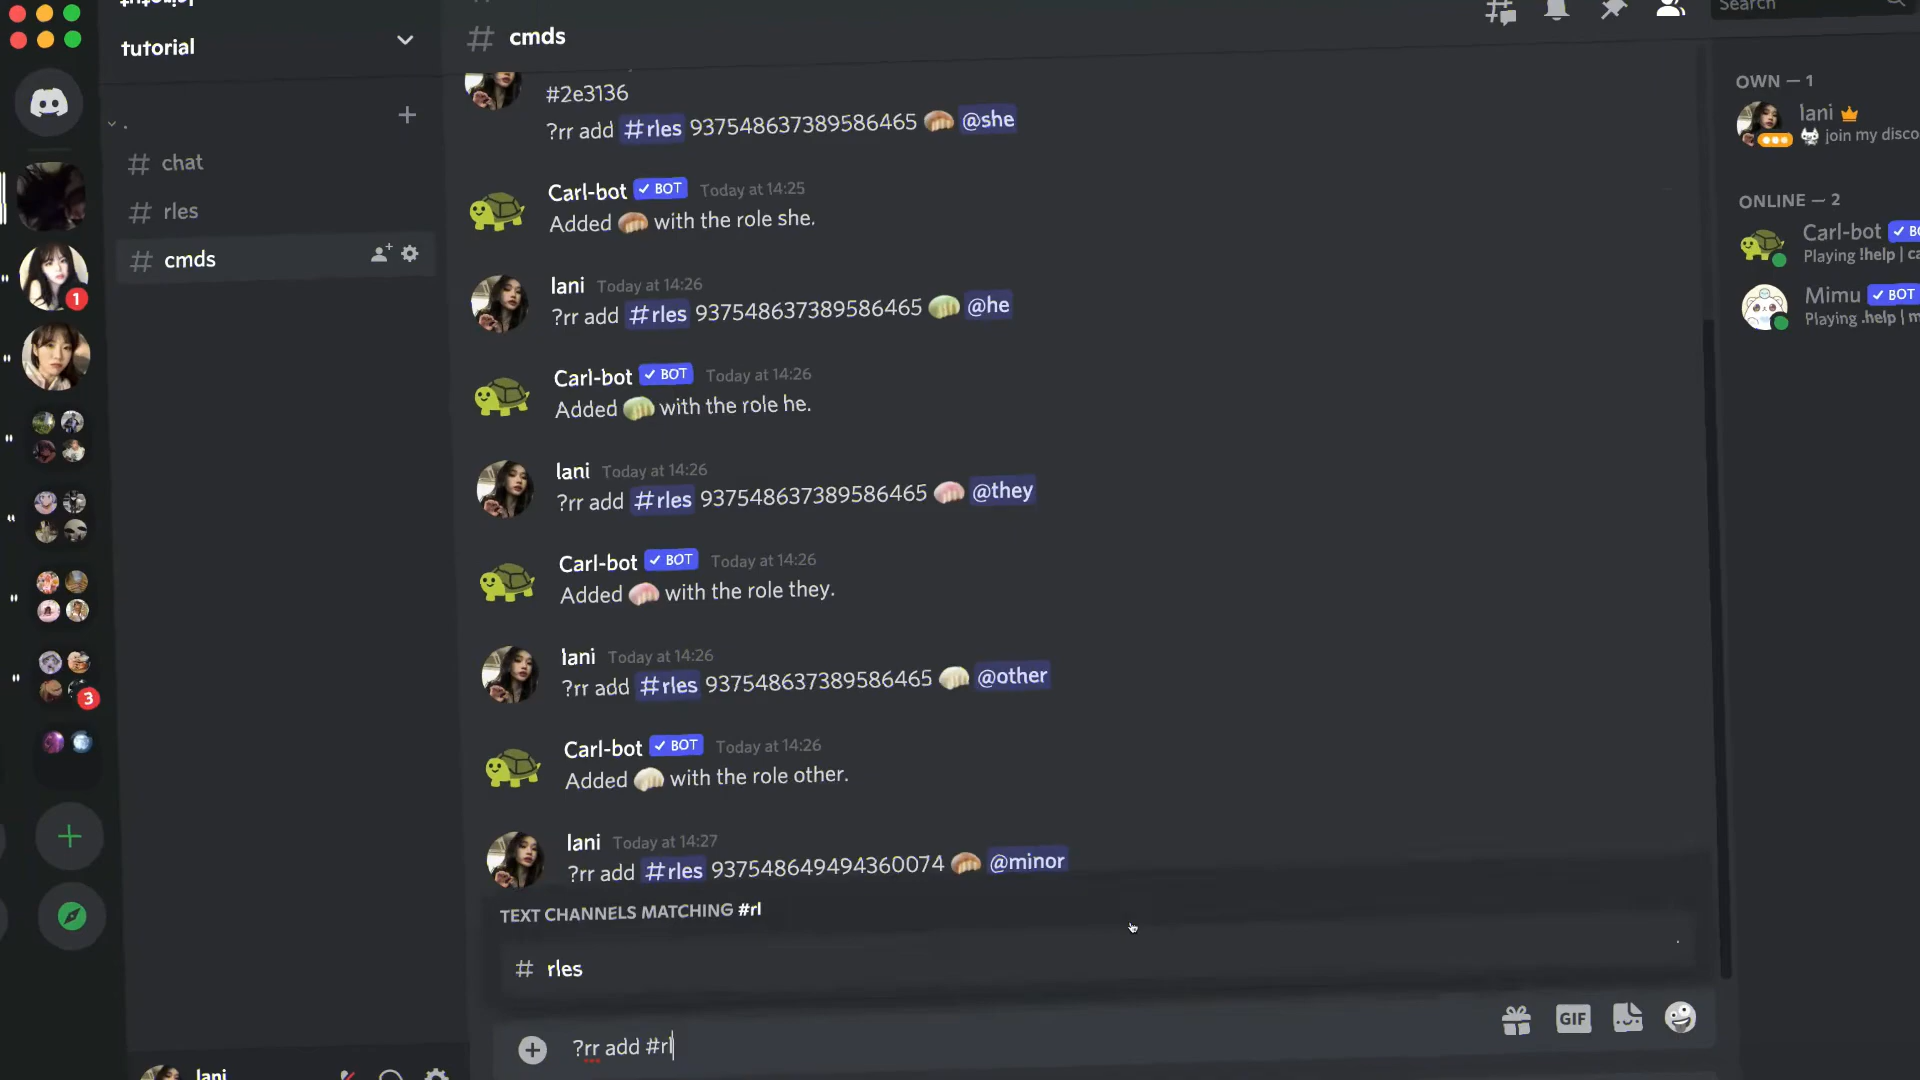 tutorial
tutorial
.
chat
rles
cmds
1
3
lani
cmds
Search
#2e3136
?rr add #rles 937548637389586465 @she
Carl-bot ✓ BOT Today at 14:25
Added with the role she.
lani Today at 14:26
?rr add #rles 937548637389586465 @he
Carl-bot ✓ BOT Today at 14:26
Added with the role he.
lani Today at 14:26
?rr add #rles 937548637389586465 @they
Carl-bot ✓ BOT Today at 14:26
Added with the role they.
lani Today at 14:26
?rr add #rles 937548637389586465 @other
Carl-bot ✓ BOT Today at 14:26
Added with the role other.
lani Today at 14:27
?rr add #rles 937548649494360074 @minor
TEXT CHANNELS MATCHING #rl
# rles
.
?rr add #rl
GIF
OWN — 1
lani
join my disco
ONLINE — 2
Carl-bot ✓ BO
Playing !help | ca
Mimu ✓ BOT
Playing .help | m